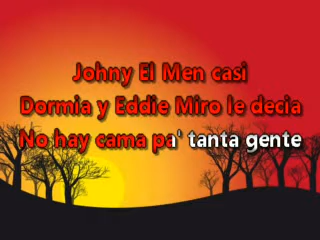 Johny El Men casi
Dormia y Eddie Miro le decia
No hay cama pa' tanta gente